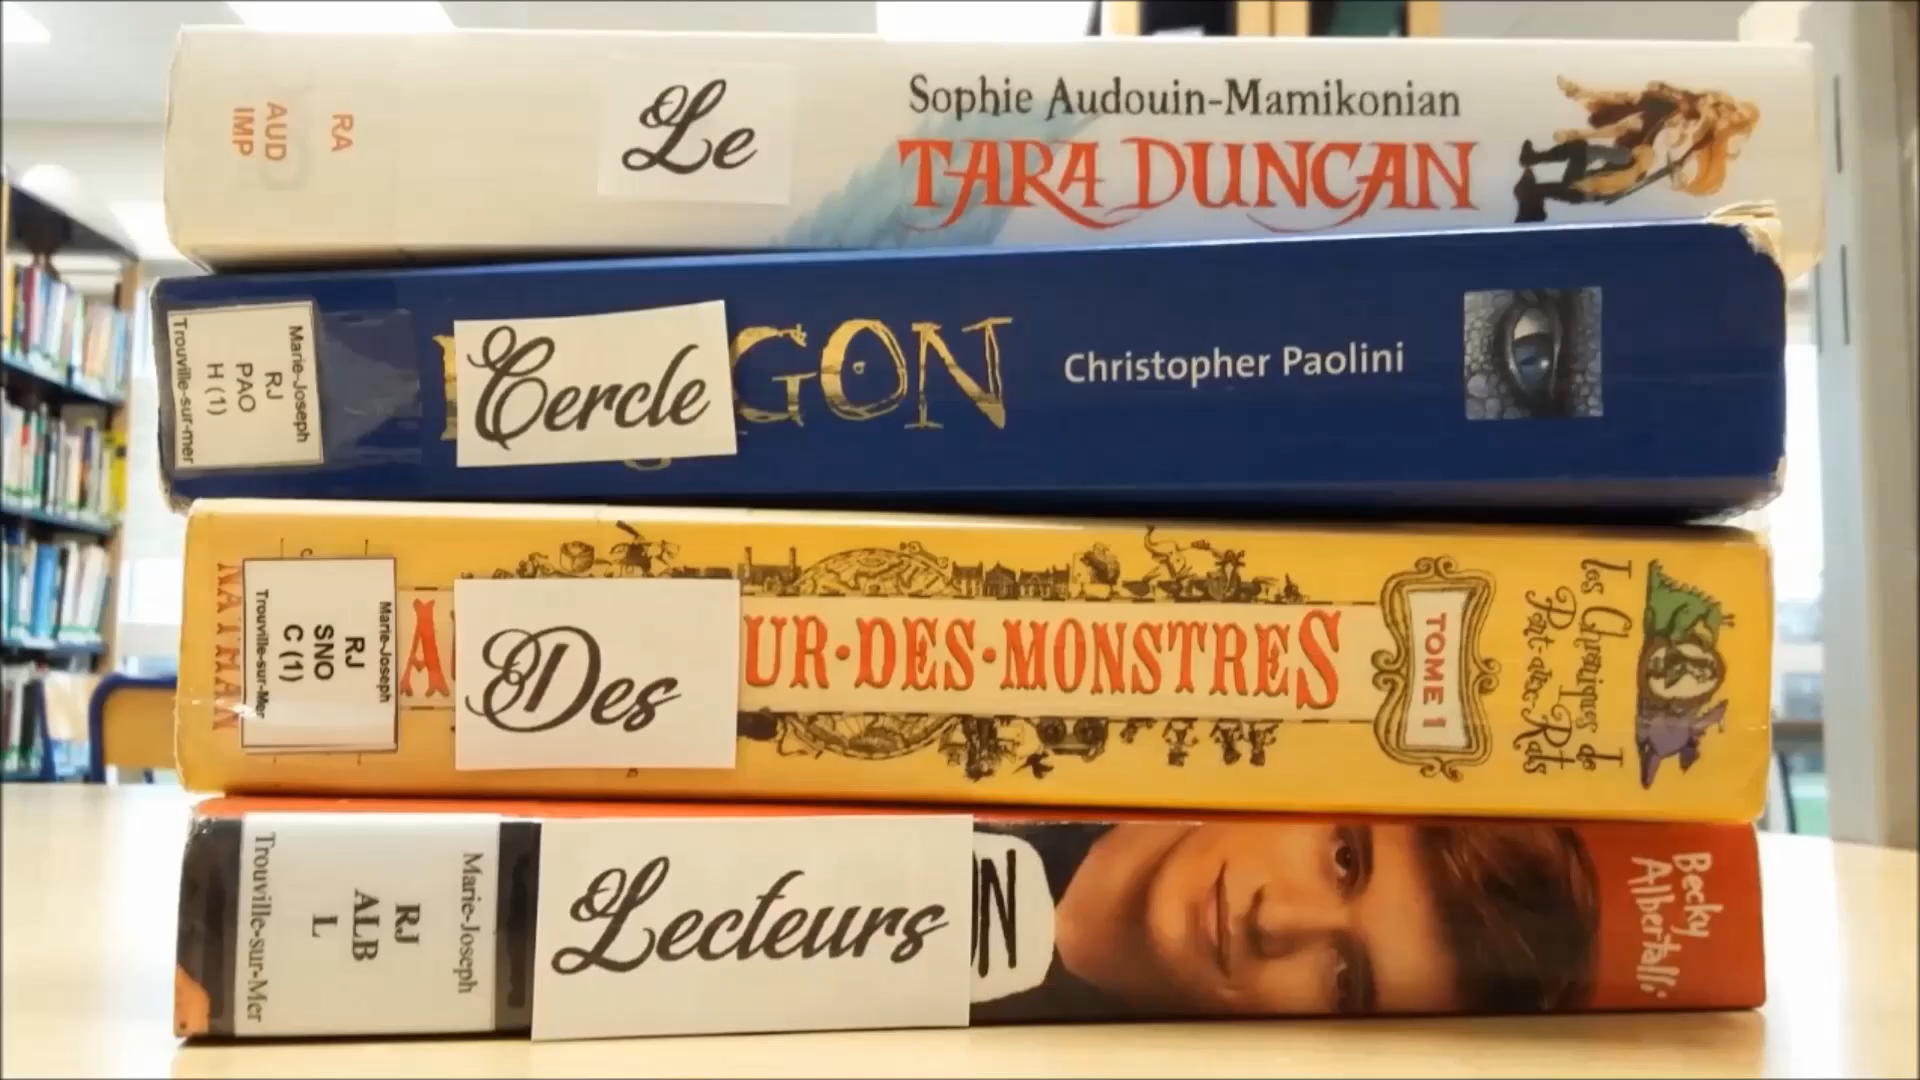 RA
AUD
IMP
Le
Sophie Audouin-Mamikonian
TARA DUNCAN
Marie-Joseph
RJ
PAO
H (1)
Trouville-sur-mer
Cercle
GON
Christopher Paolini
NATHAN
Marie-Joseph
RJ
SNO
C (1)
Trouville-sur-Mer
A
Des
UR·DES·MONSTRES
TOME 1
Les Chroniques de
Pont-aux-Rats
Marie-Joseph
RJ
ALB
L
Trouville-sur-Mer
Lecteurs
ON
Becky
Albertalli